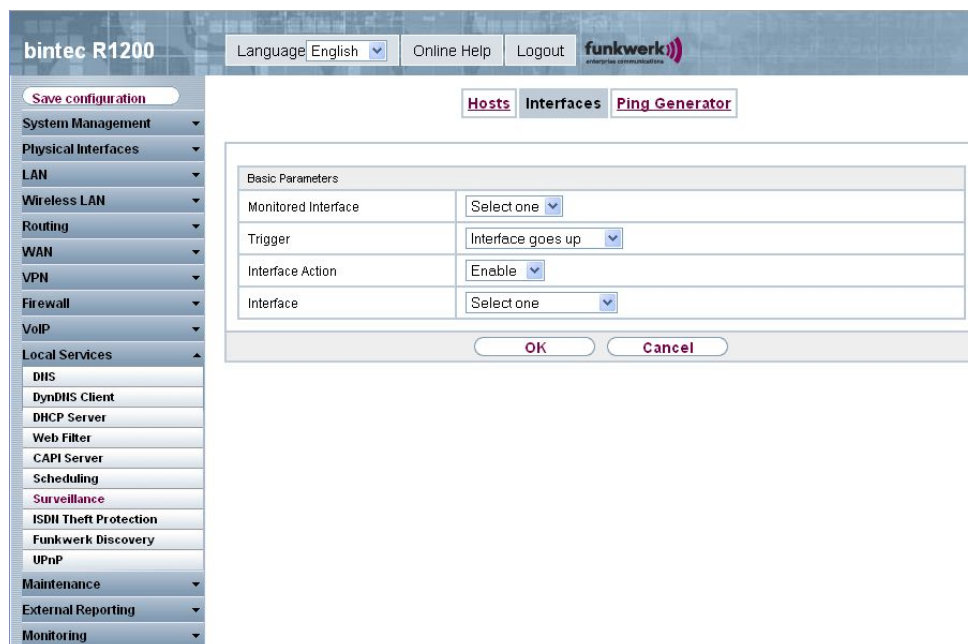 bintec R1200
Language English
Online Help
Logout
funkwerk
enterprise communications
Save configuration
System Management
Physical Interfaces
LAN
Wireless LAN
Routing
WAN
VPN
Firewall
VoIP
Local Services
DNS
DynDNS Client
DHCP Server
Web Filter
CAPI Server
Scheduling
Surveillance
ISDN Theft Protection
Funkwerk Discovery
UPnP
Maintenance
External Reporting
Monitoring
Hosts Interfaces Ping Generator
Basic Parameters
Monitored Interface Select one
Trigger Interface goes up
Interface Action Enable
Interface Select one
OK Cancel